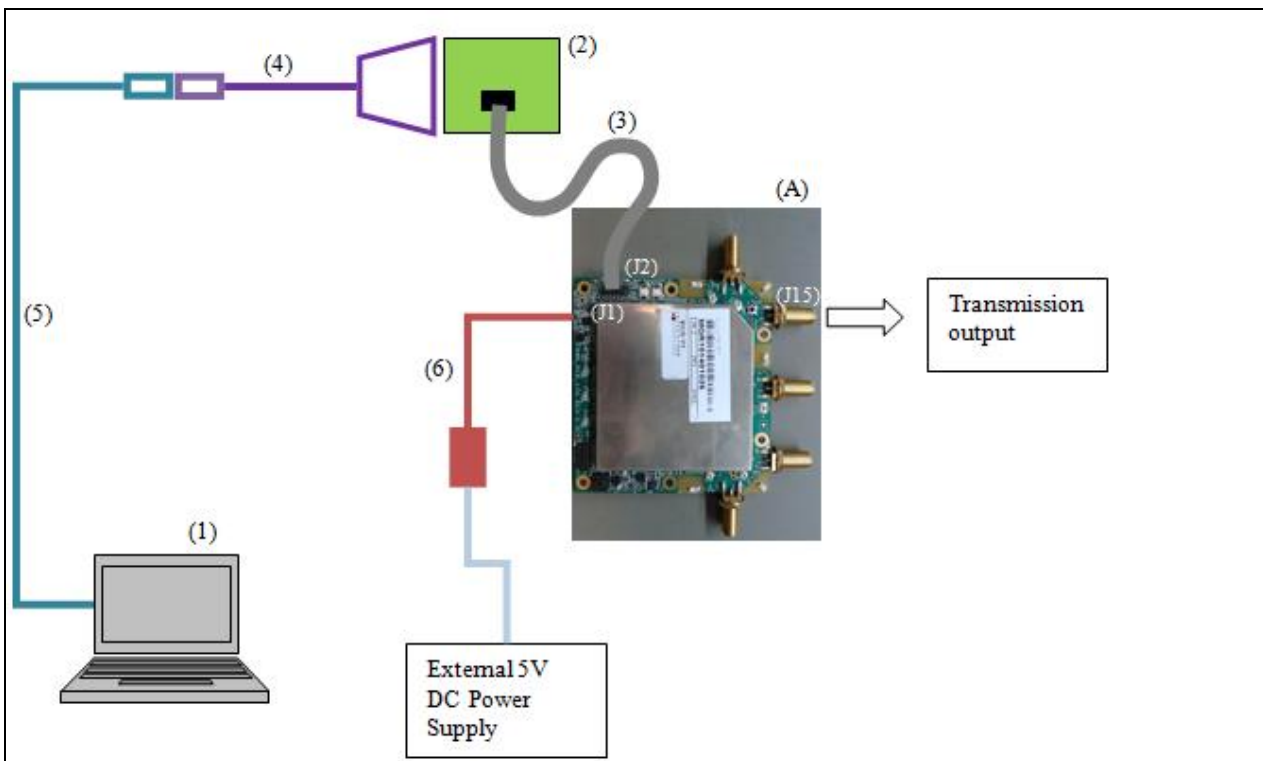 (4)
(2)
(3)
(A)
(J2)
(J15)
(J1)
Transmission
output
(5)
(6)
(1)
External 5V
DC Power
Supply